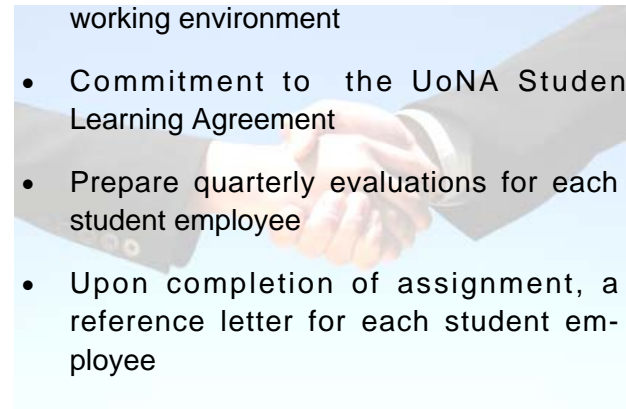 working environment
• Commitment to the UoNA Studen
Learning Agreement
• Prepare quarterly evaluations for each
student employee
• Upon completion of assignment, a
reference letter for each student em-
ployee